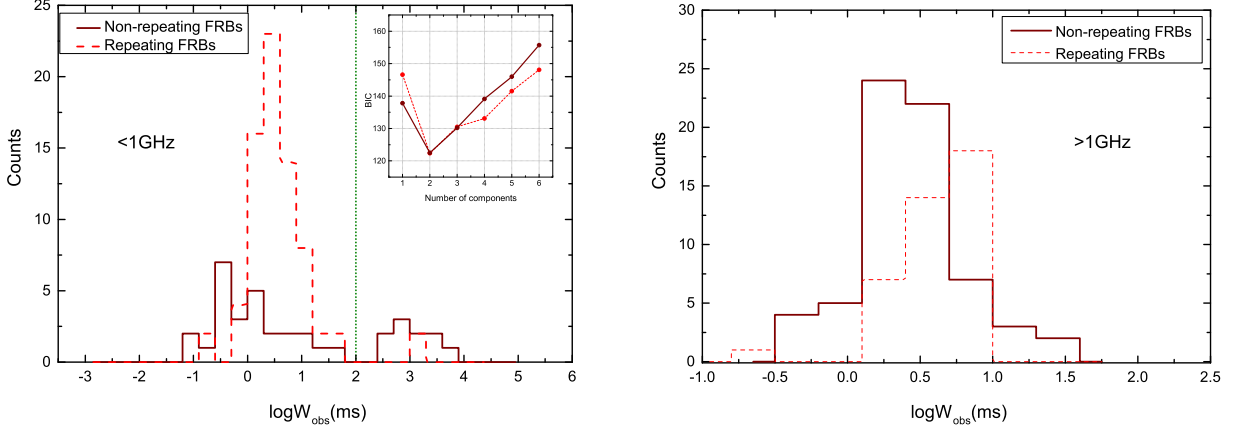 Non-repeating FRBs
Repeating FRBs
<1GHz
Counts
25
20
15
10
5
0
-3 -2 -1 0 1 2 3 4 5 6
logWobs(ms)
BIC
160
150
140
130
120
1 2 3 4 5 6
Number of components
Non-repeating FRBs
Repeating FRBs
>1GHz
Counts
30
25
20
15
10
5
0
-1.0 -0.5 0.0 0.5 1.0 1.5 2.0 2.5
logWobs(ms)